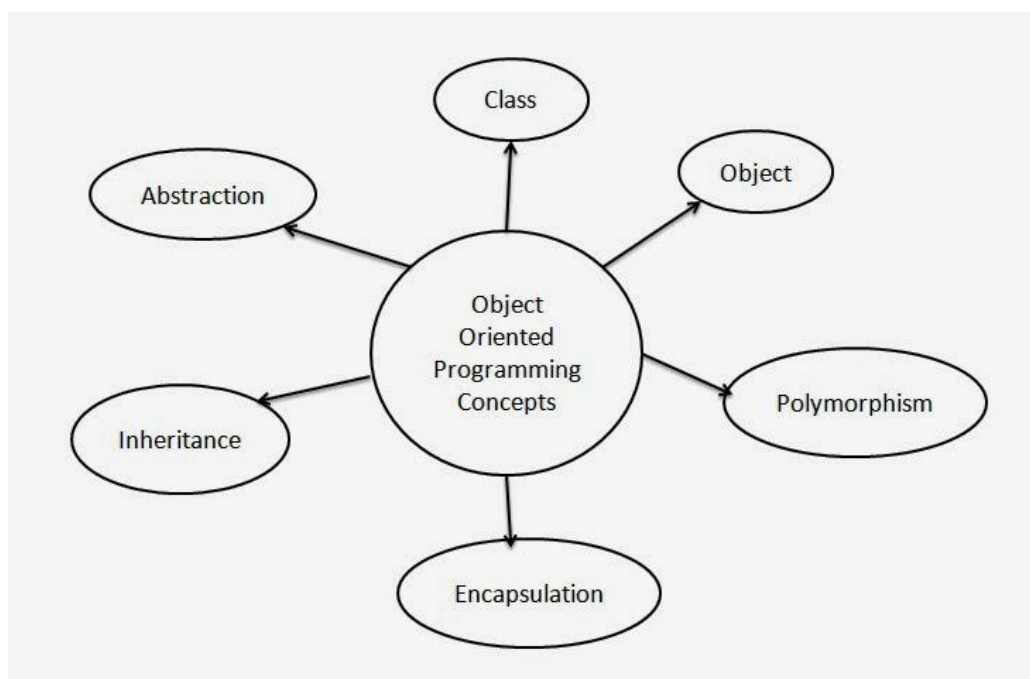 Class
Object
Abstraction
Object
Oriented
Programming
Concepts
Polymorphism
Inheritance
Encapsulation